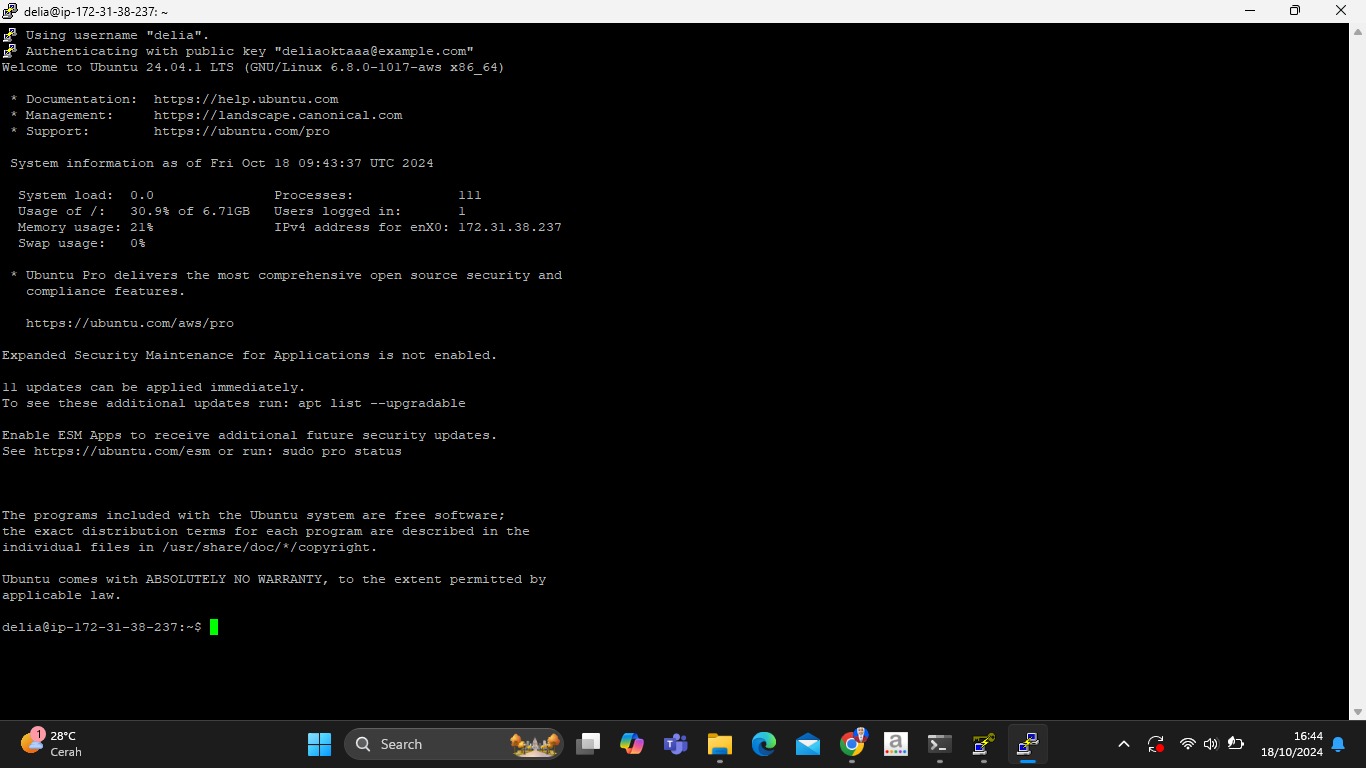 delia@ip-172-31-38-237: ~
Using username "delia".
Authenticating with public key "deliaoktaaa@example.com"
Welcome to Ubuntu 24.04.1 LTS (GNU/Linux 6.8.0-1017-aws x86_64)
* Documentation:  https://help.ubuntu.com
* Management:     https://landscape.canonical.com
* Support:        https://ubuntu.com/pro
System information as of Fri Oct 18 09:43:37 UTC 2024
System load:  0.0               Processes:             111
Usage of /:   30.9% of 6.71GB   Users logged in:       1
Memory usage: 21%               IPv4 address for enX0: 172.31.38.237
Swap usage:   0%
* Ubuntu Pro delivers the most comprehensive open source security and
compliance features.
https://ubuntu.com/aws/pro
Expanded Security Maintenance for Applications is not enabled.
11 updates can be applied immediately.
To see these additional updates run: apt list --upgradable
Enable ESM Apps to receive additional future security updates.
See https://ubuntu.com/esm or run: sudo pro status
The programs included with the Ubuntu system are free software;
the exact distribution terms for each program are described in the
individual files in /usr/share/doc/*/copyright.
Ubuntu comes with ABSOLUTELY NO WARRANTY, to the extent permitted by
applicable law.
delia@ip-172-31-38-237:~$
1
28°C
Cerah
Search
a
16:44
18/10/2024